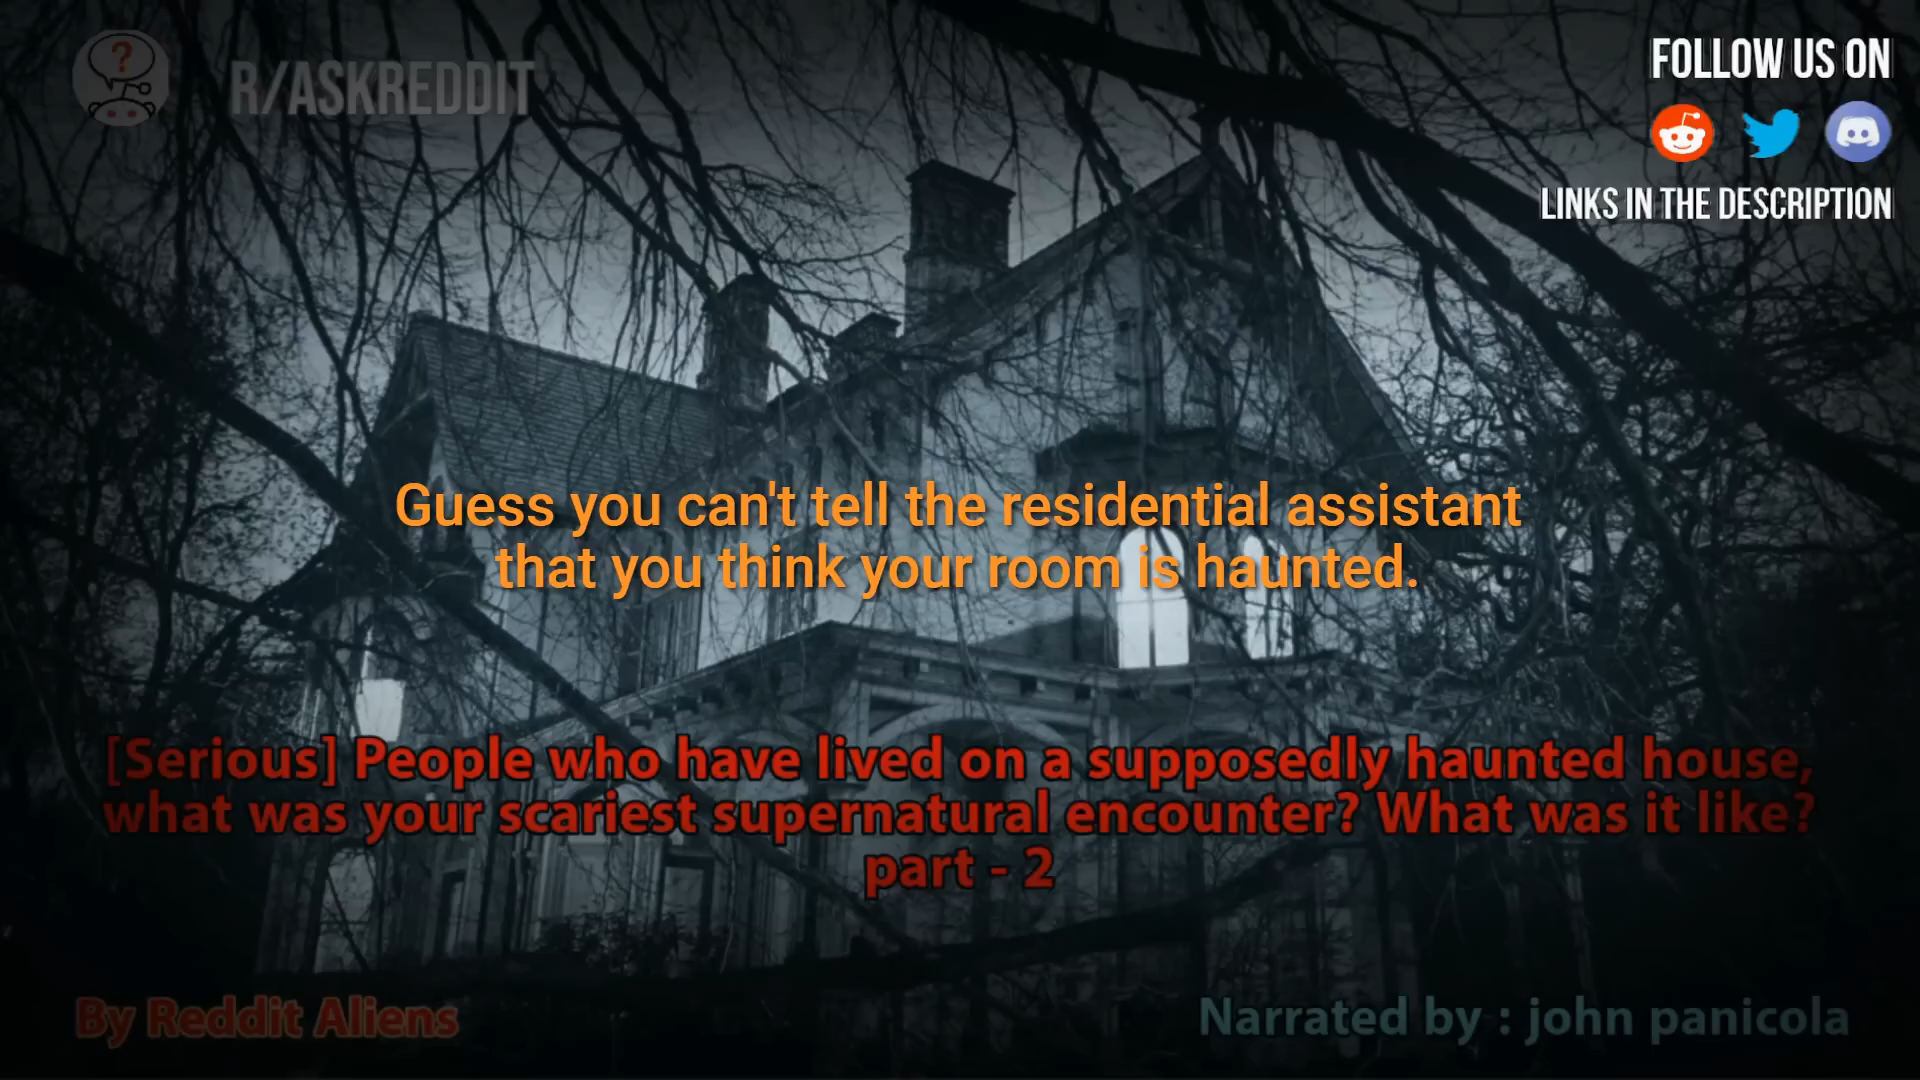 R/ASKREDDIT
FOLLOW US ON
LINKS IN THE DESCRIPTION
Guess you can't tell the residential assistant
that you think your room is haunted.
[Serious] People who have lived on a supposedly haunted house,
what was your scariest supernatural encounter? What was it like?
part - 2
By Reddit Aliens
Narrated by : john panicola